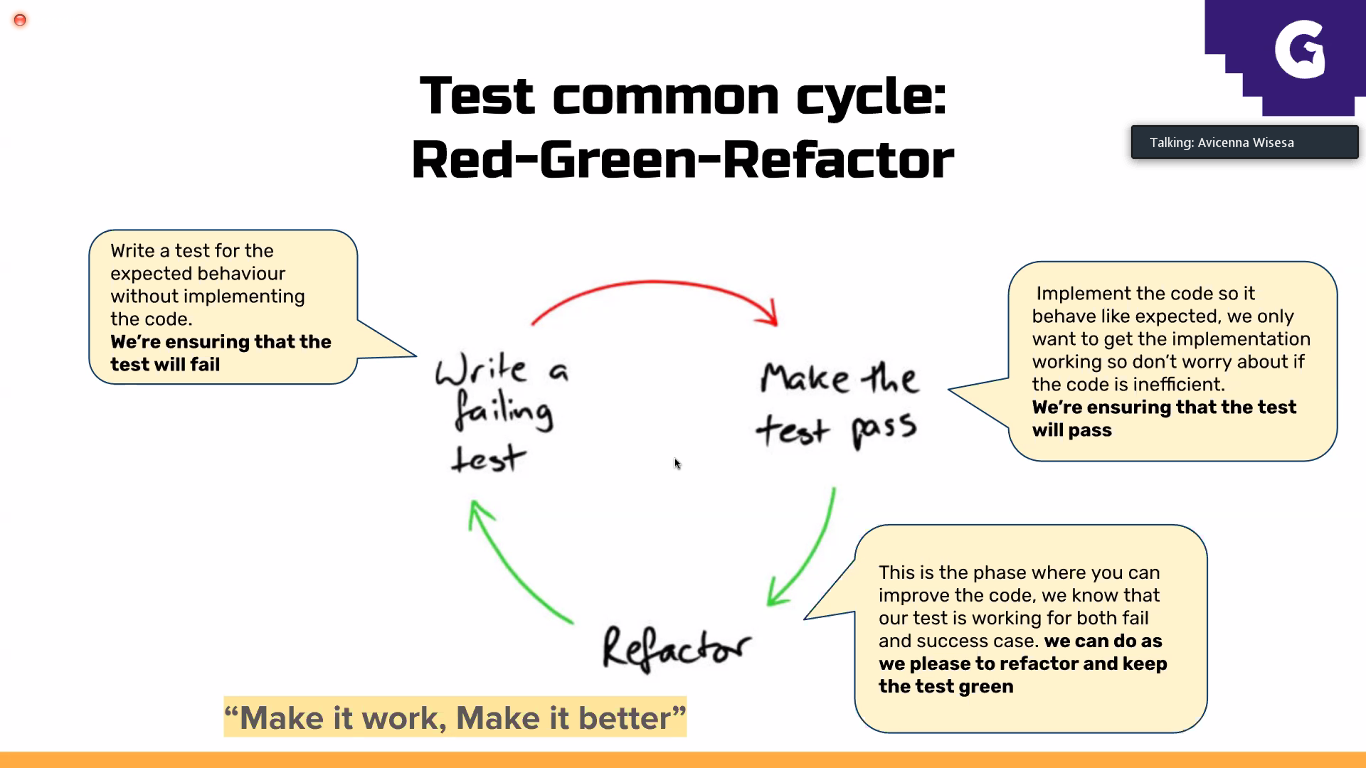 G
Test common cycle:
Red-Green-Refactor
Talking: Avicenna Wisesa
Write a test for the
expected behaviour
without implementing
the code.
We’re ensuring that the
test will fail
Write a
failing
test
Make the
test pass
Implement the code so it
behave like expected, we only
want to get the implementation
working so don’t worry about if
the code is inefficient.
We’re ensuring that the test
will pass
Refactor
This is the phase where you can
improve the code, we know that
our test is working for both fail
and success case. we can do as
we please to refactor and keep
the test green
“Make it work, Make it better”